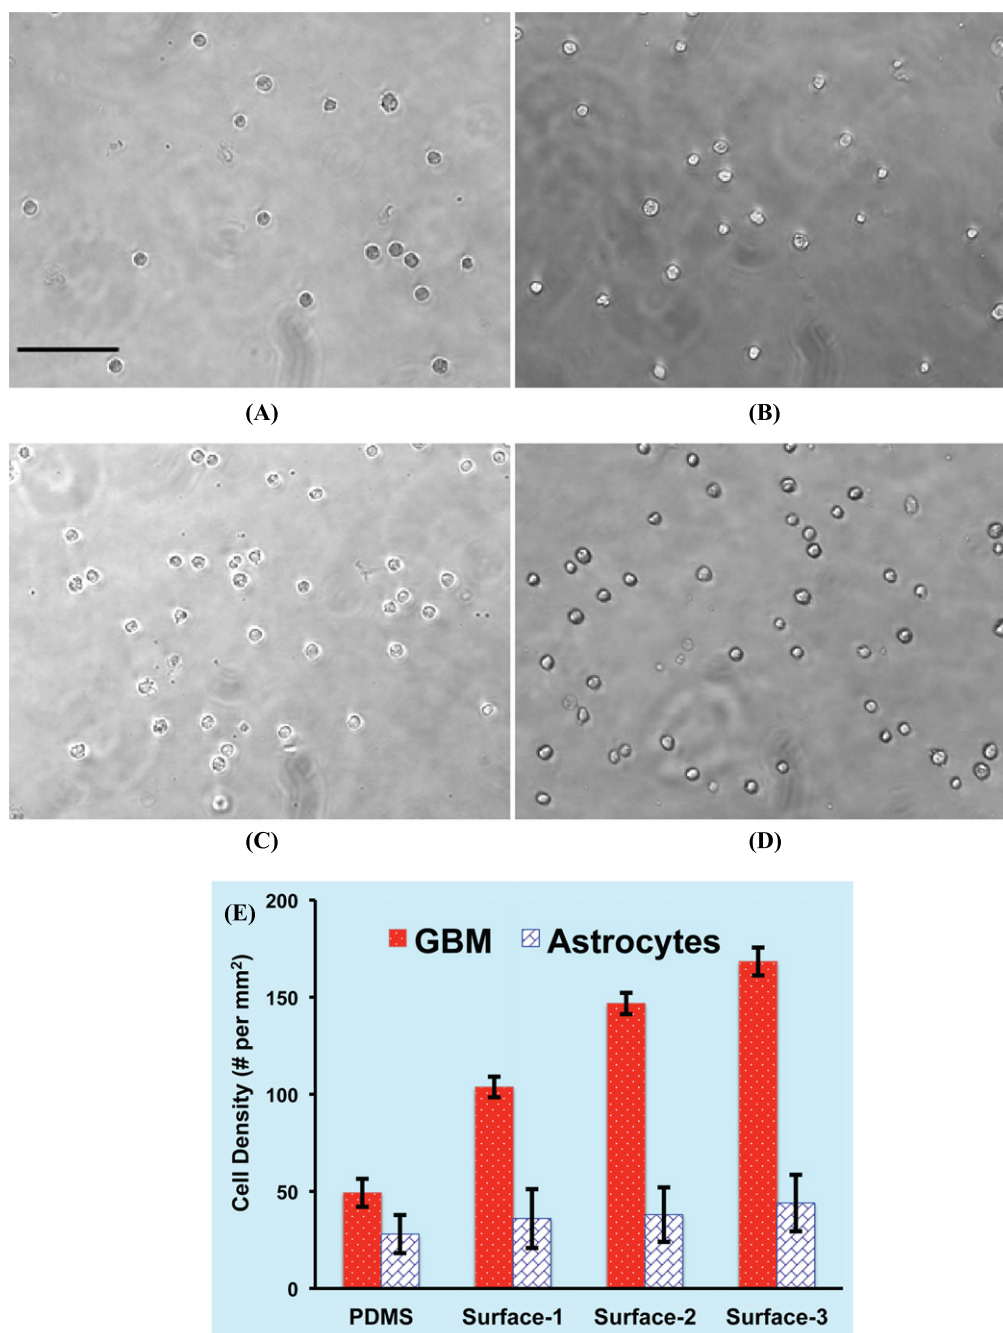 (A)
(B)
(C)
(D)
(E)
200
150
100
50
0
Cell Density (# per mm²)
GBM
Astrocytes
PDMS
Surface-1
Surface-2
Surface-3